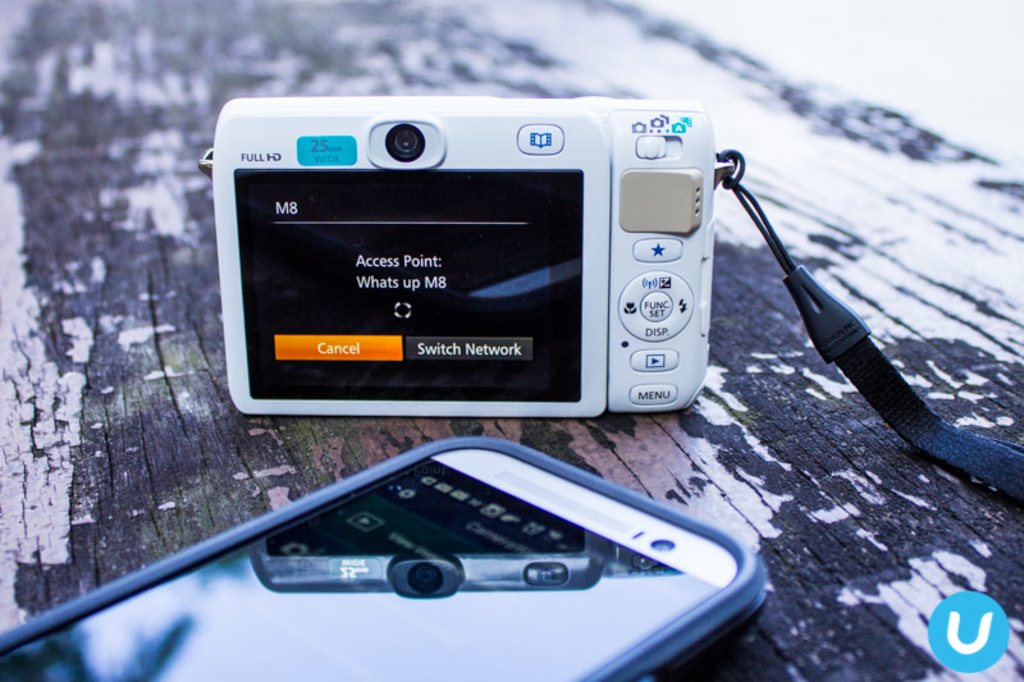 FULL HD
25mm
WIDE
M8
Access Point:
Whats up M8
Cancel
Switch Network
A
FUNC.
SET
DISP.
MENU
U